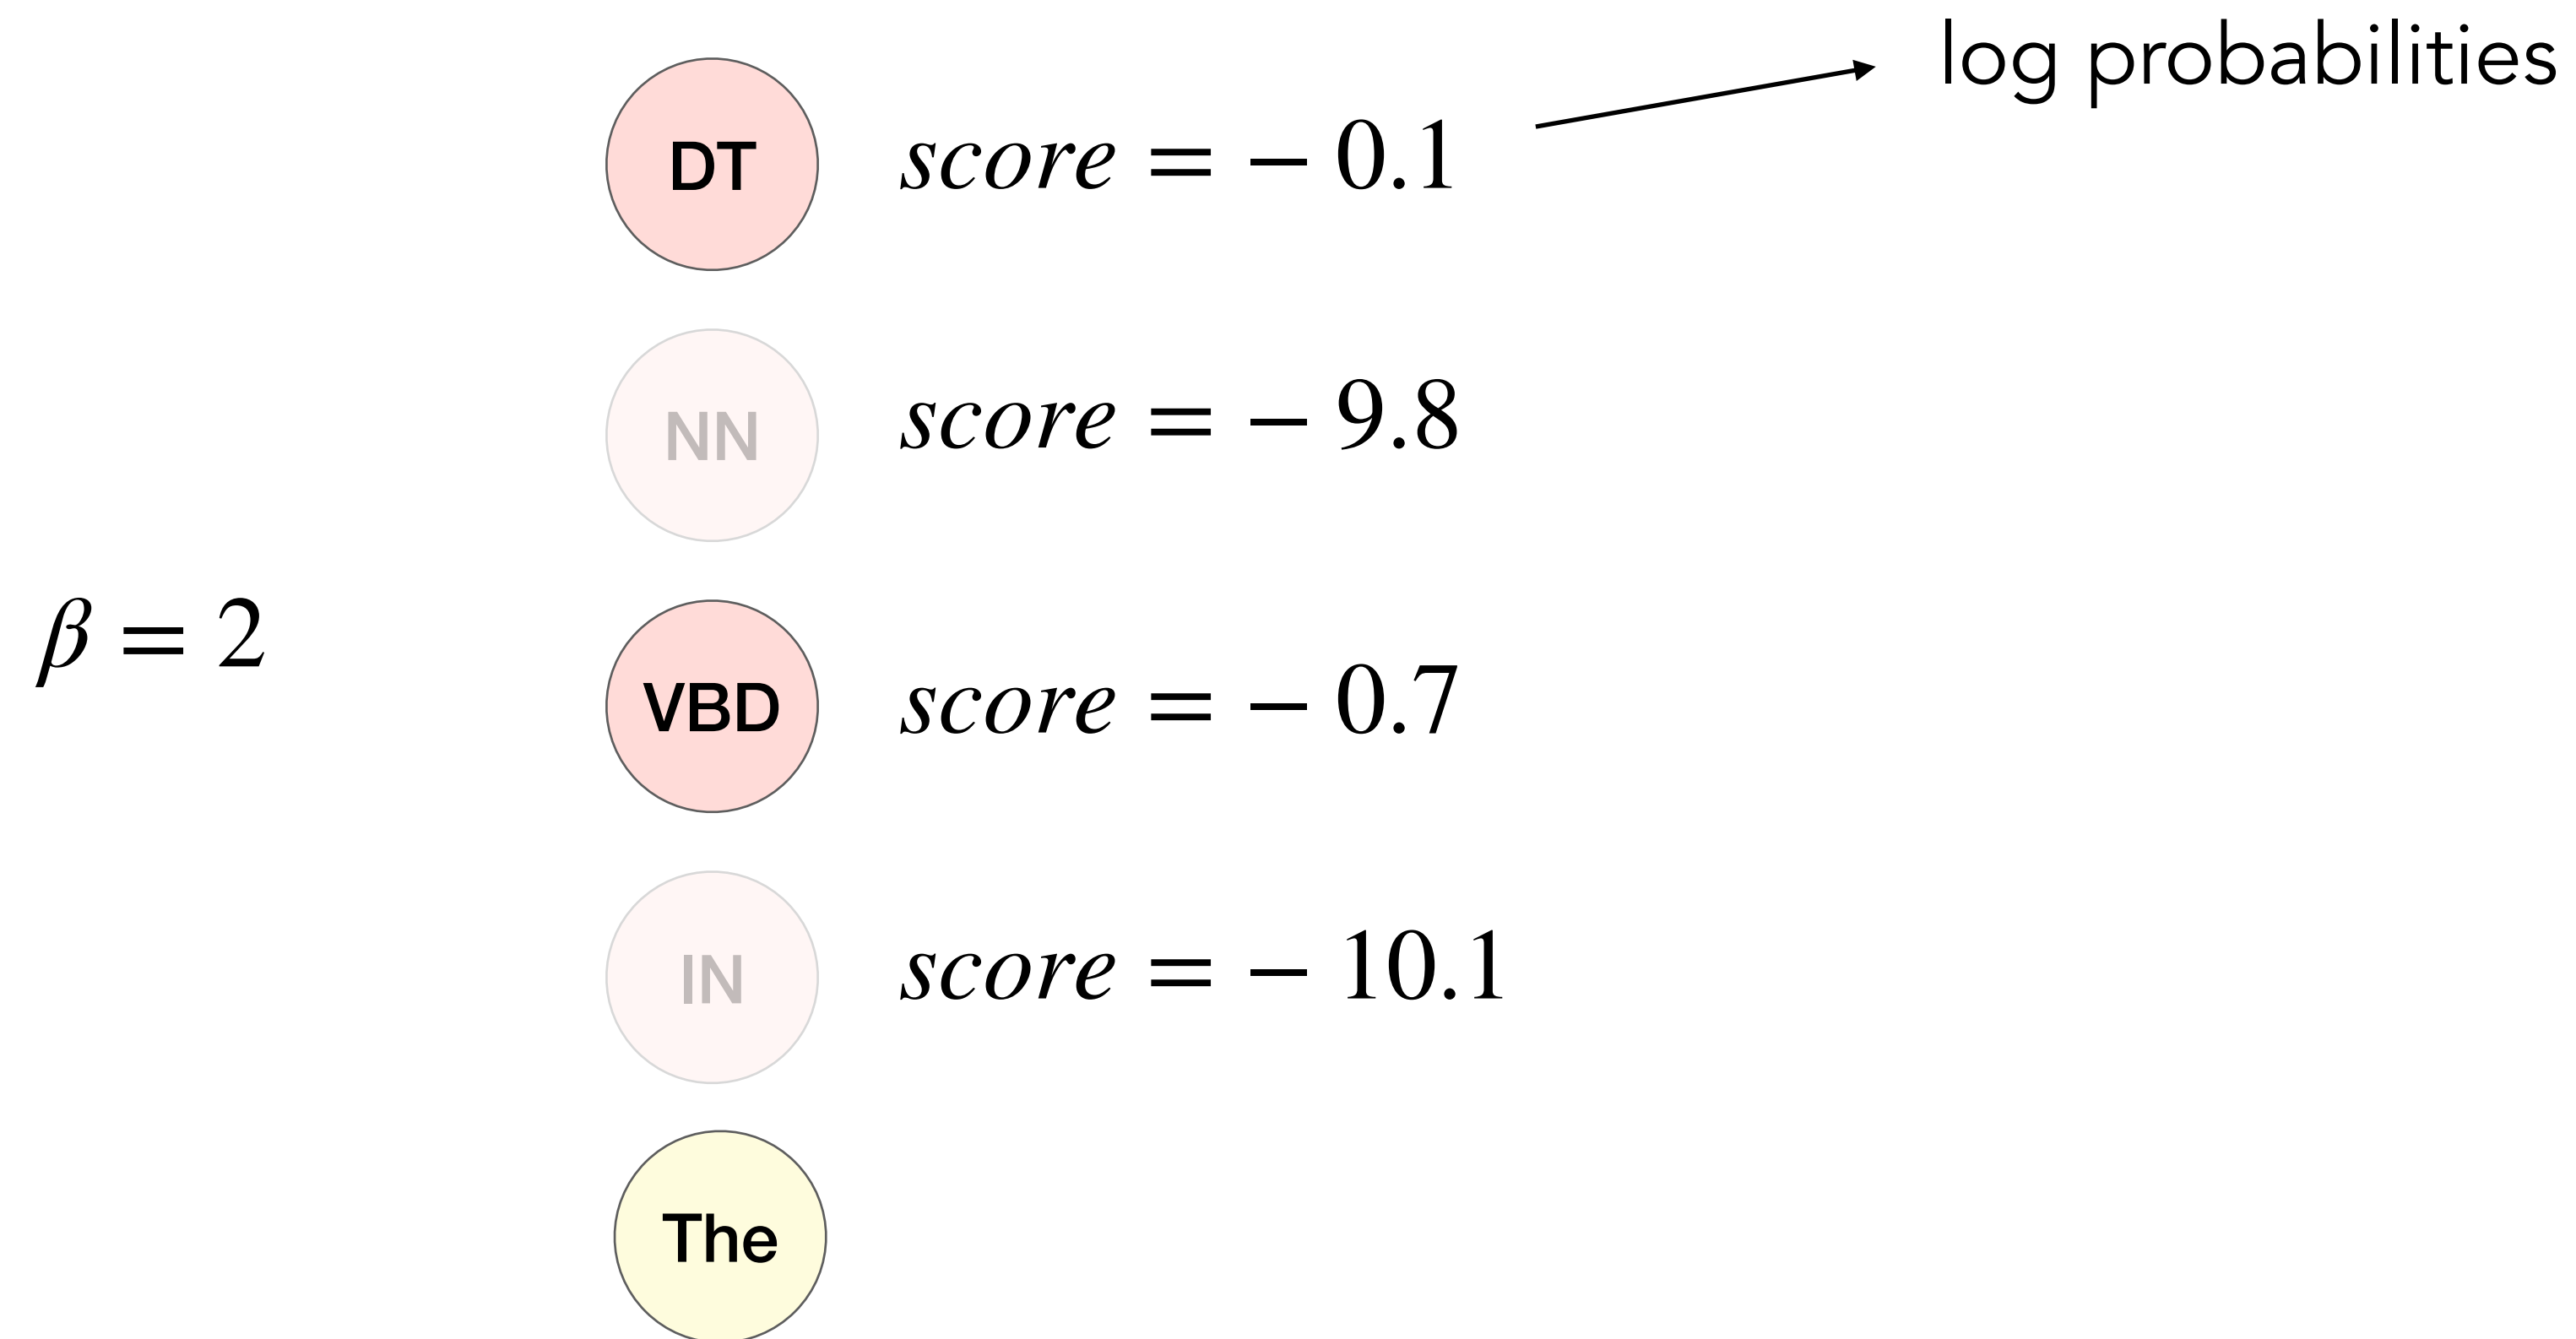 log probabilities
DT score = − 0.1
NN score = − 9.8
β = 2
VBD score = − 0.7
IN score = − 10.1
The